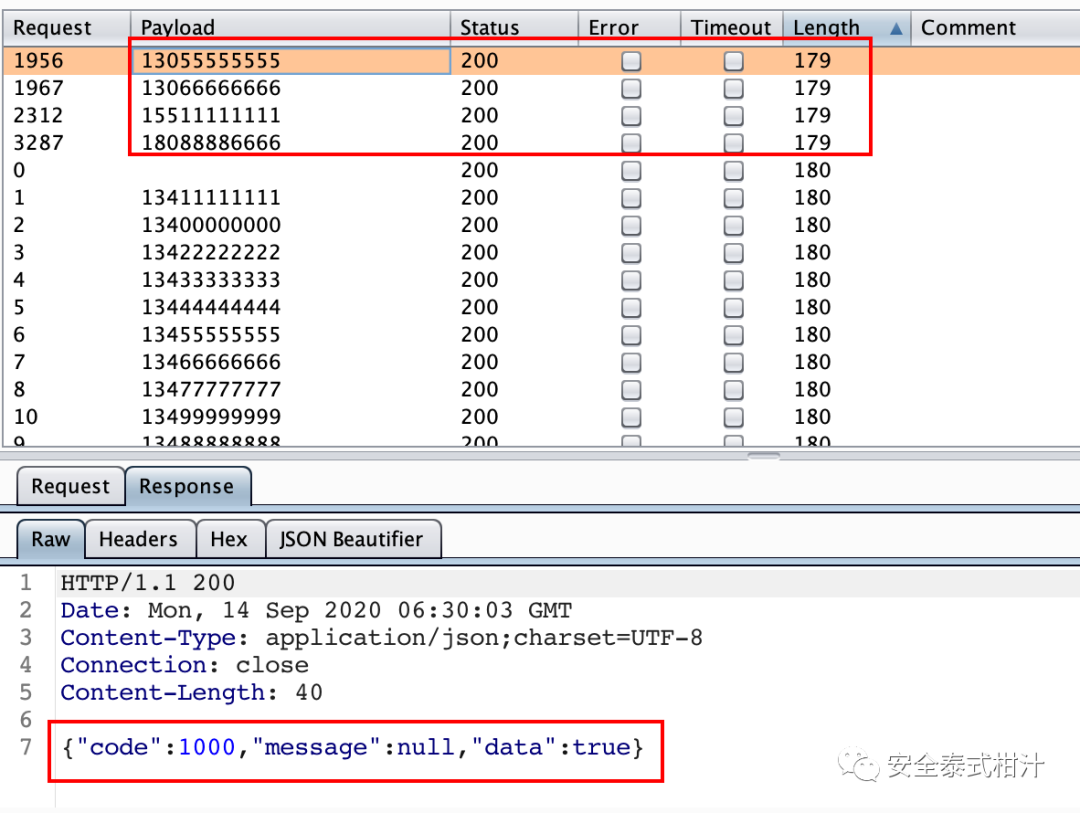 Request Payload Status Error Timeout Length Comment
1956 13055555555 200 179
1967 13066666666 200 179
2312 15511111111 200 179
3287 18088886666 200 179
0 200 180
1 13411111111 200 180
2 13400000000 200 180
3 13422222222 200 180
4 13433333333 200 180
5 13444444444 200 180
6 13455555555 200 180
7 13466666666 200 180
8 13477777777 200 180
10 13499999999 200 180
9 13488888888 200 180
Request Response
Raw Headers Hex JSON Beautifier
1 HTTP/1.1 200
2 Date: Mon, 14 Sep 2020 06:30:03 GMT
3 Content-Type: application/json;charset=UTF-8
4 Connection: close
5 Content-Length: 40
6
7 {"code":1000,"message":null,"data":true}
安全泰式柑汁